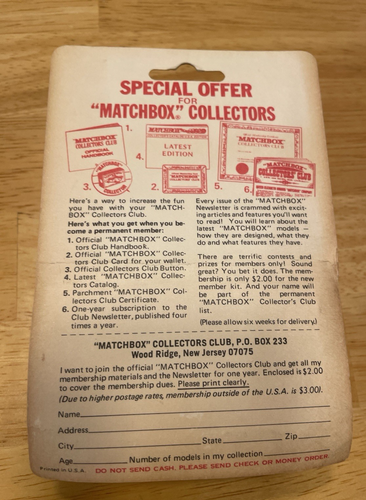 SPECIAL OFFER
FOR
"MATCHBOX" COLLECTORS
1.
"MATCHBOX"
COLLECTORS CLUB
OFFICIAL
HANDBOOK
4.
LATEST
EDITION
3.
2.
5.
6.
Here's a way to increase the fun
you have with your "MATCH-
BOX" Collectors Club.
Here's what you get when you be-
come a permanent member:
1. Official "MATCHBOX" Collec-
tors Club Handbook.
2. Official "MATCHBOX" Collec-
tors Club Card for your wallet.
3. Official Collectors Club Button.
4. Latest "MATCHBOX" Collec-
tors Catalog.
5. Parchment "MATCHBOX" Col-
lectors Club Certificate.
6. One-year subscription to the
Club Newsletter, published four
times a year.
Every issue of the "MATCHBOX"
Newsletter is crammed with excit-
ing articles and features you'll want
to read! You will learn about the
latest "MATCHBOX" models —
how they are designed, what they
do and what features they have.
There are terrific contests and
prizes for members only! Sound
great? You bet it does. The mem-
bership is only $2.00 for the new
member kit. And your name will
be part of the permanent
"MATCHBOX" Collector's Club
list.
(Please allow six weeks for delivery.)
"MATCHBOX" COLLECTORS CLUB, P.O. BOX 233
Wood Ridge, New Jersey 07075
I want to join the official "MATCHBOX" Collectors Club and get all my
membership materials and the Newsletter for one year. Enclosed is $2.00
to cover the membership dues. Please print clearly.
(Due to higher postage rates, membership outside of the U.S.A. is $3.00).
Name
Address
City State Zip
Age Number of models in my collection
Printed in U.S.A. DO NOT SEND CASH. PLEASE SEND CHECK OR MONEY ORDER.